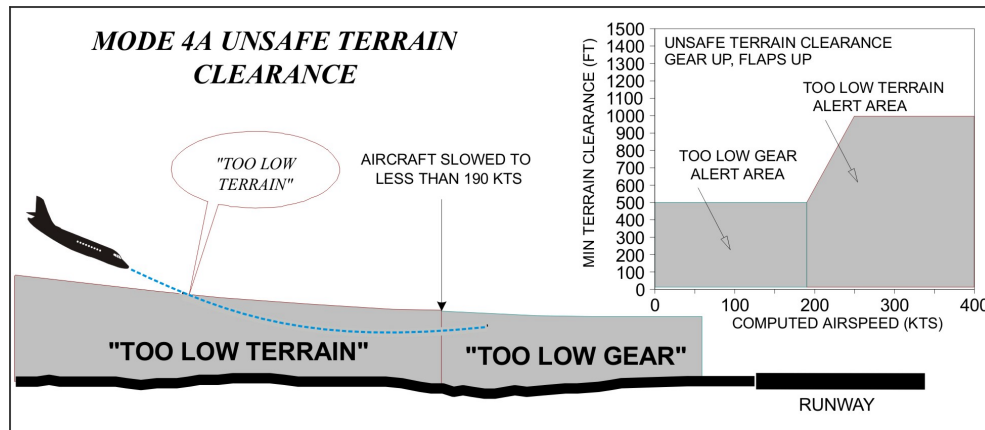 MODE 4A UNSAFE TERRAIN
CLEARANCE
"TOO LOW
TERRAIN"
AIRCRAFT SLOWED TO
LESS THAN 190 KTS
"TOO LOW TERRAIN"
"TOO LOW GEAR"
RUNWAY
MIN TERRAIN CLEARANCE (FT)
1500
1400
1300
1200
1100
1000
900
800
700
600
500
400
300
200
100
0
UNSAFE TERRAIN CLEARANCE
GEAR UP, FLAPS UP
TOO LOW TERRAIN
ALERT AREA
TOO LOW GEAR
ALERT AREA
0 100 200 300 400
COMPUTED AIRSPEED (KTS)